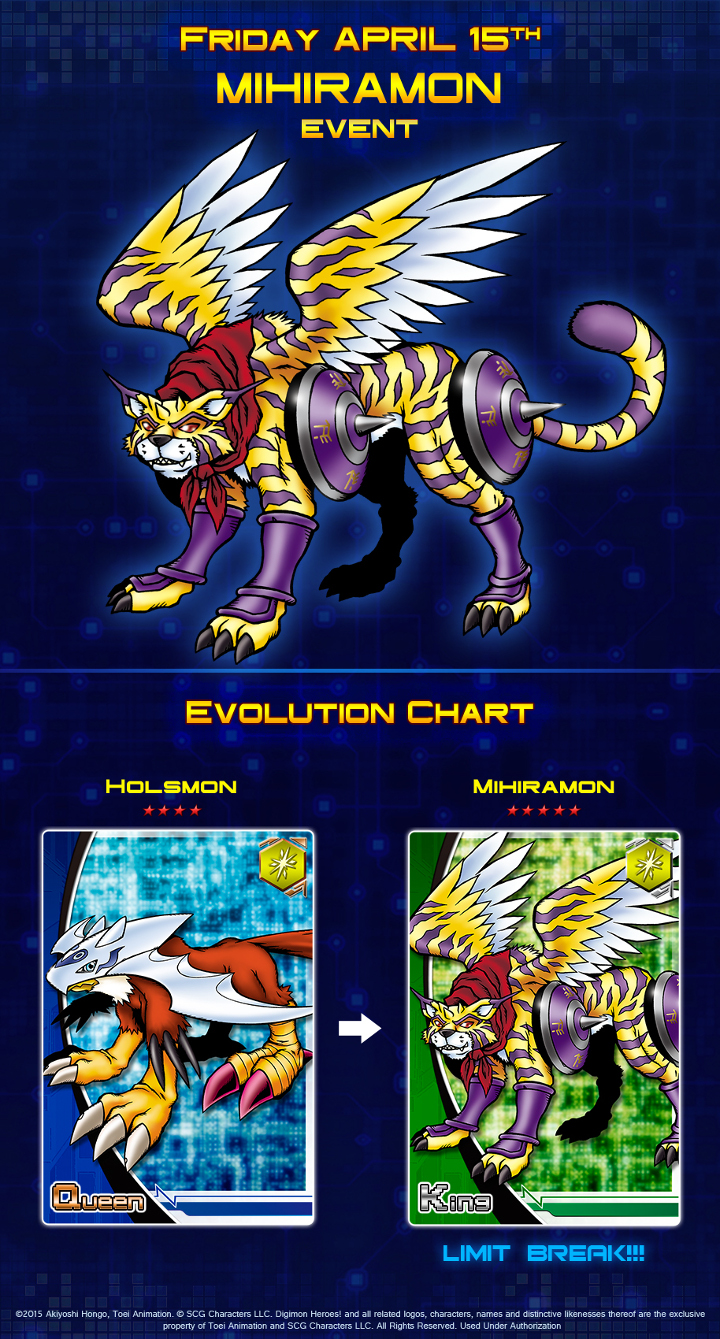 Friday APRIL 15TH
MIHIRAMON
EVENT
Evolution Chart
Holsmon
Mihiramon
Queen
King
LIMIT BREAK!!!
©2015 Akiyoshi Hongo, Toei Animation. © SCG Characters LLC. Digimon Heroes! and all related logos, characters, names and distinctive likenesses thereof are the exclusive
property of Toei Animation and SCG Characters LLC. All Rights Reserved. Used Under Authorization